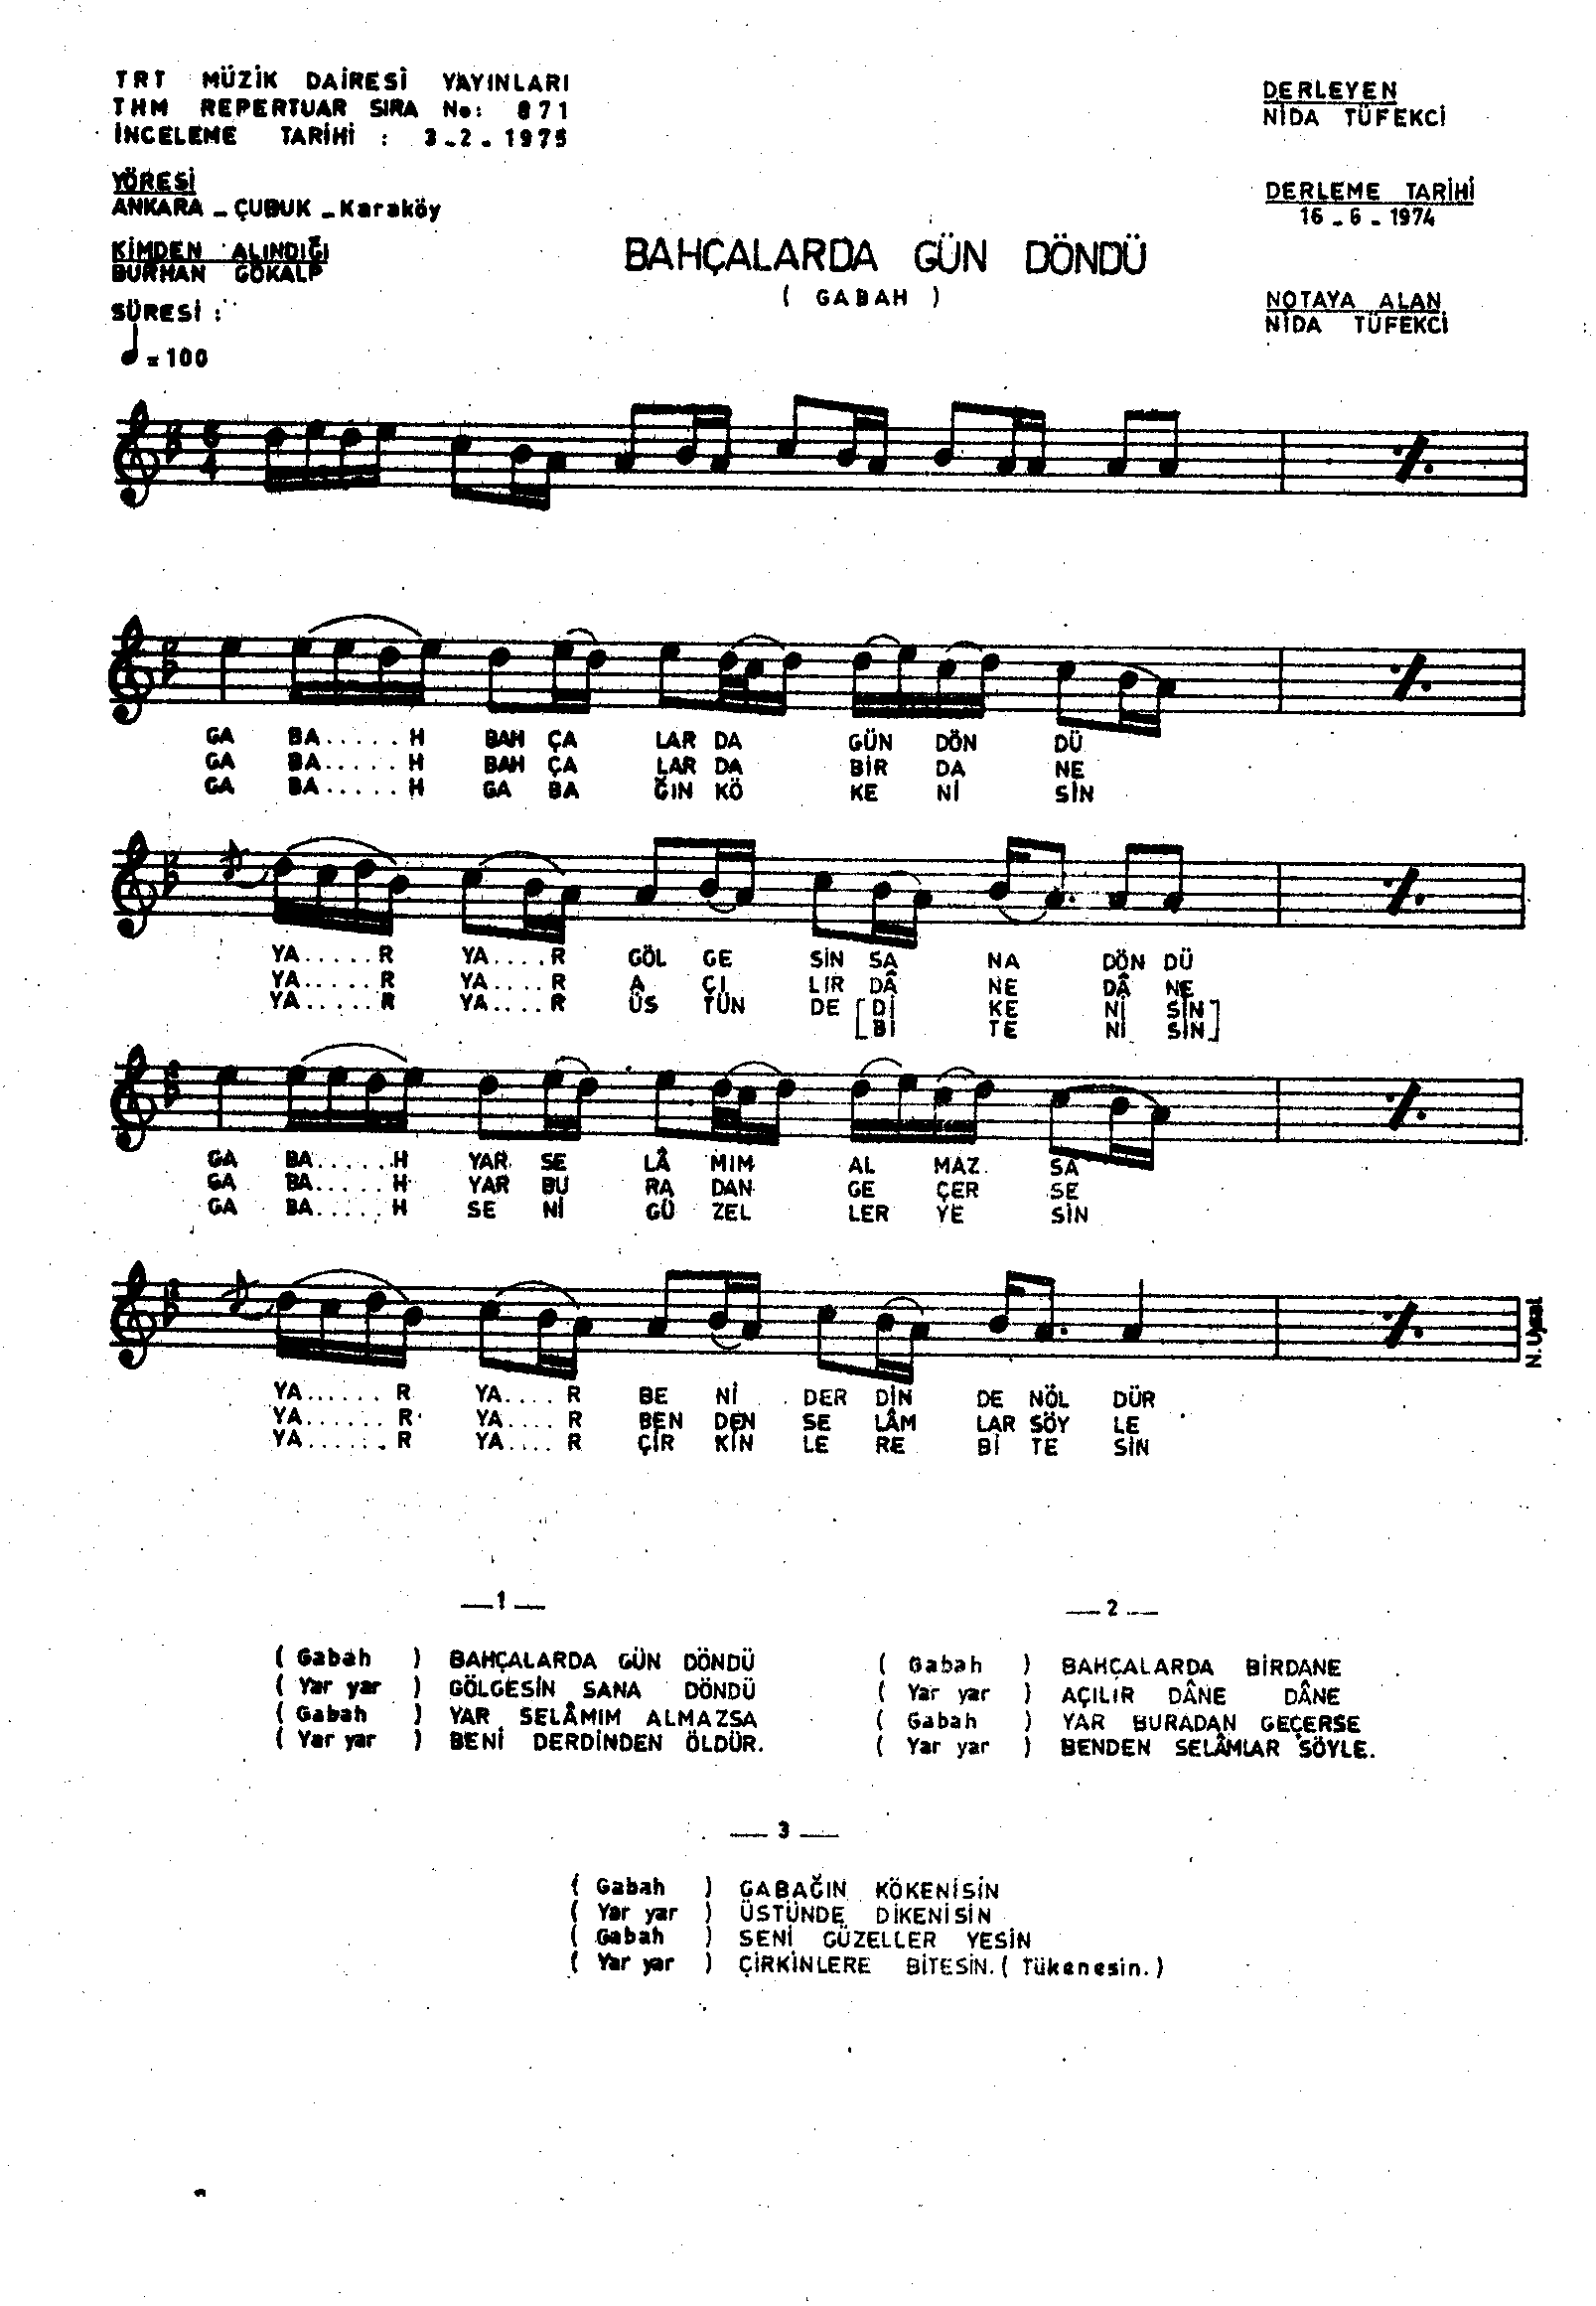 TRT MÜZİK DAİRESİ YAYINLARI
THM REPERTUAR SIRA No: 871
İNCELEME TARİHİ : 3-2-1975
DERLEYEN
NİDA TÜFEKCİ
YÖRESİ
ANKARA - ÇUBUK - Karaköy
DERLEME TARİHİ
16-6-1974
KİMDEN ALINDIĞI
BURHAN GÖKALP
BAHÇALARDA GÜN DÖNDÜ
( GABAH )
SÜRESİ :
NOTAYA ALAN
NİDA TÜFEKCİ
= 100
GA BA......H BAH ÇA LAR DA GÜN DÖN DÜ
GA BA.....H BAH ÇA LAR DA BİR DA NE
GA BA.....H GA BA ĞIN KÖ KE Nİ SİN
YA.....R YA....R GÖL GE SİN SA NA DÖN DÜ
YA.....R YA....R A ÇI LIR DÂ NE DÂ NE
YA.....R YA....R ÜS TÜN DE [Dİ KE Nİ SİN]
[Bİ TE Nİ SİN]
GA BA......H YAR SE LÂ MIM AL MAZ SA
GA BA.....H YAR BU RA DAN GE ÇER SE
GA BA.....H SE Nİ GÜ ZEL LER YE SİN
YA......R YA....R BE Nİ DER DİN DE NÖL DÜR
YA......R YA....R BEN DEN SE LÂM LAR SÖY LE
YA......R YA....R ÇİR KİN LE RE Bİ TE SİN
N. Uysal
—1—
( Gabah ) BAHÇALARDA GÜN DÖNDÜ
( Yar yar ) GÖLGESİN SANA DÖNDÜ
( Gabah ) YAR SELÂMIM ALMAZSA
( Yar yar ) BENİ DERDİNDEN ÖLDÜR.
—2—
( Gabah ) BAHÇALARDA BİRDANE
( Yar yar ) AÇILIR DÂNE DÂNE
( Gabah ) YAR BURADAN GEÇERSE
( Yar yar ) BENDEN SELÂMLAR SÖYLE.
—3—
( Gabah ) GABAĞIN KÖKENİSİN
( Yar yar ) ÜSTÜNDE DİKENİSİN
( Gabah ) SENİ GÜZELLER YESİN
( Yar yar ) ÇİRKİNLERE BİTESİN. ( Tükenesin. )